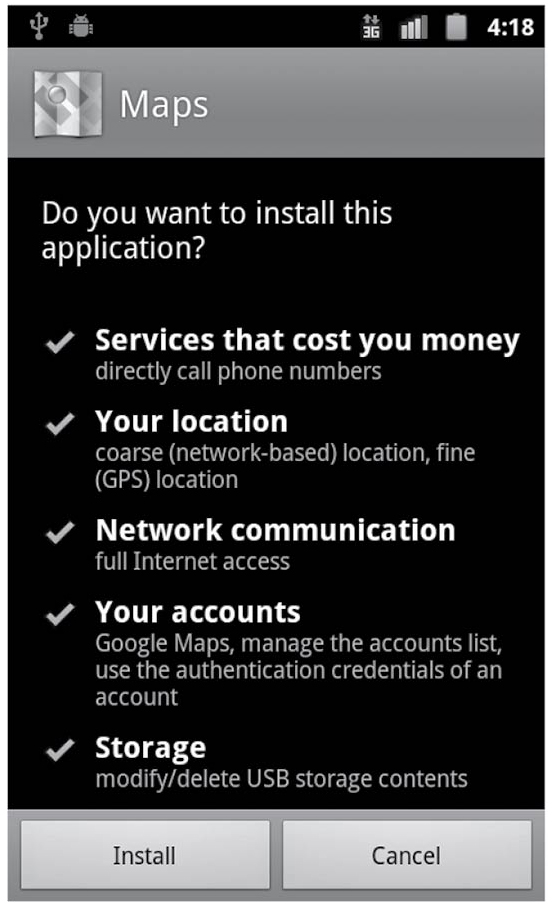 3G 4:18
Maps
Do you want to install this
application?
Services that cost you money
directly call phone numbers
Your location
coarse (network-based) location, fine
(GPS) location
Network communication
full Internet access
Your accounts
Google Maps, manage the accounts list,
use the authentication credentials of an
account
Storage
modify/delete USB storage contents
Install Cancel